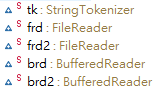 S tk : StringTokenizer
S frd : FileReader
S frd2 : FileReader
S brd : BufferedReader
S brd2 : BufferedReader